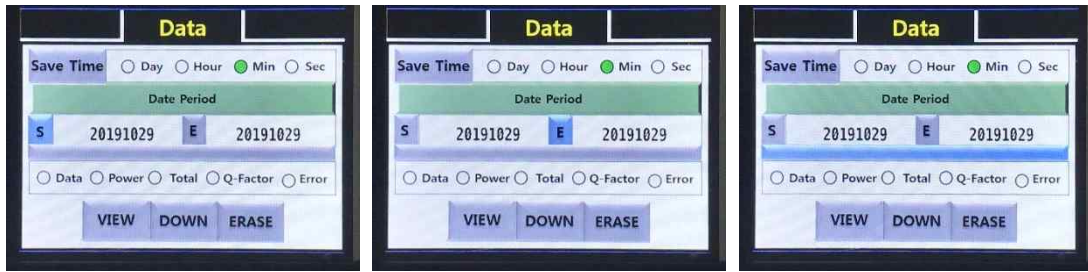 Data
Save Time Day Hour Min Sec
Date Period
S 20191029 E 20191029
Data Power Total Q-Factor Error
VIEW DOWN ERASE
Data
Save Time Day Hour Min Sec
Date Period
S 20191029 E 20191029
Data Power Total Q-Factor Error
VIEW DOWN ERASE
Data
Save Time Day Hour Min Sec
Date Period
S 20191029 E 20191029
Data Power Total Q-Factor Error
VIEW DOWN ERASE